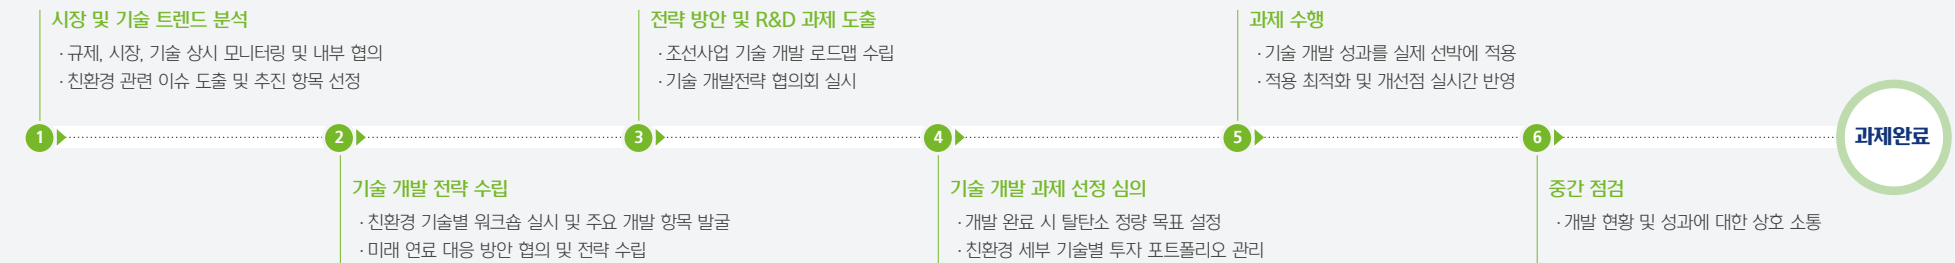 시장 및 기술 트렌드 분석
· 규제, 시장, 기술 상시 모니터링 및 내부 협의
· 친환경 관련 이슈 도출 및 추진 항목 선정
전략 방안 및 R&D 과제 도출
· 조선사업 기술 개발 로드맵 수립
· 기술 개발전략 협의회 실시
과제 수행
· 기술 개발 성과를 실제 선박에 적용
· 적용 최적화 및 개선점 실시간 반영
1
2
3
4
5
6
과제완료
기술 개발 전략 수립
· 친환경 기술별 워크숍 실시 및 주요 개발 항목 발굴
· 미래 연료 대응 방안 협의 및 전략 수립
기술 개발 과제 선정 심의
· 개발 완료 시 탈탄소 정량 목표 설정
· 친환경 세부 기술별 투자 포트폴리오 관리
중간 점검
· 개발 현황 및 성과에 대한 상호 소통